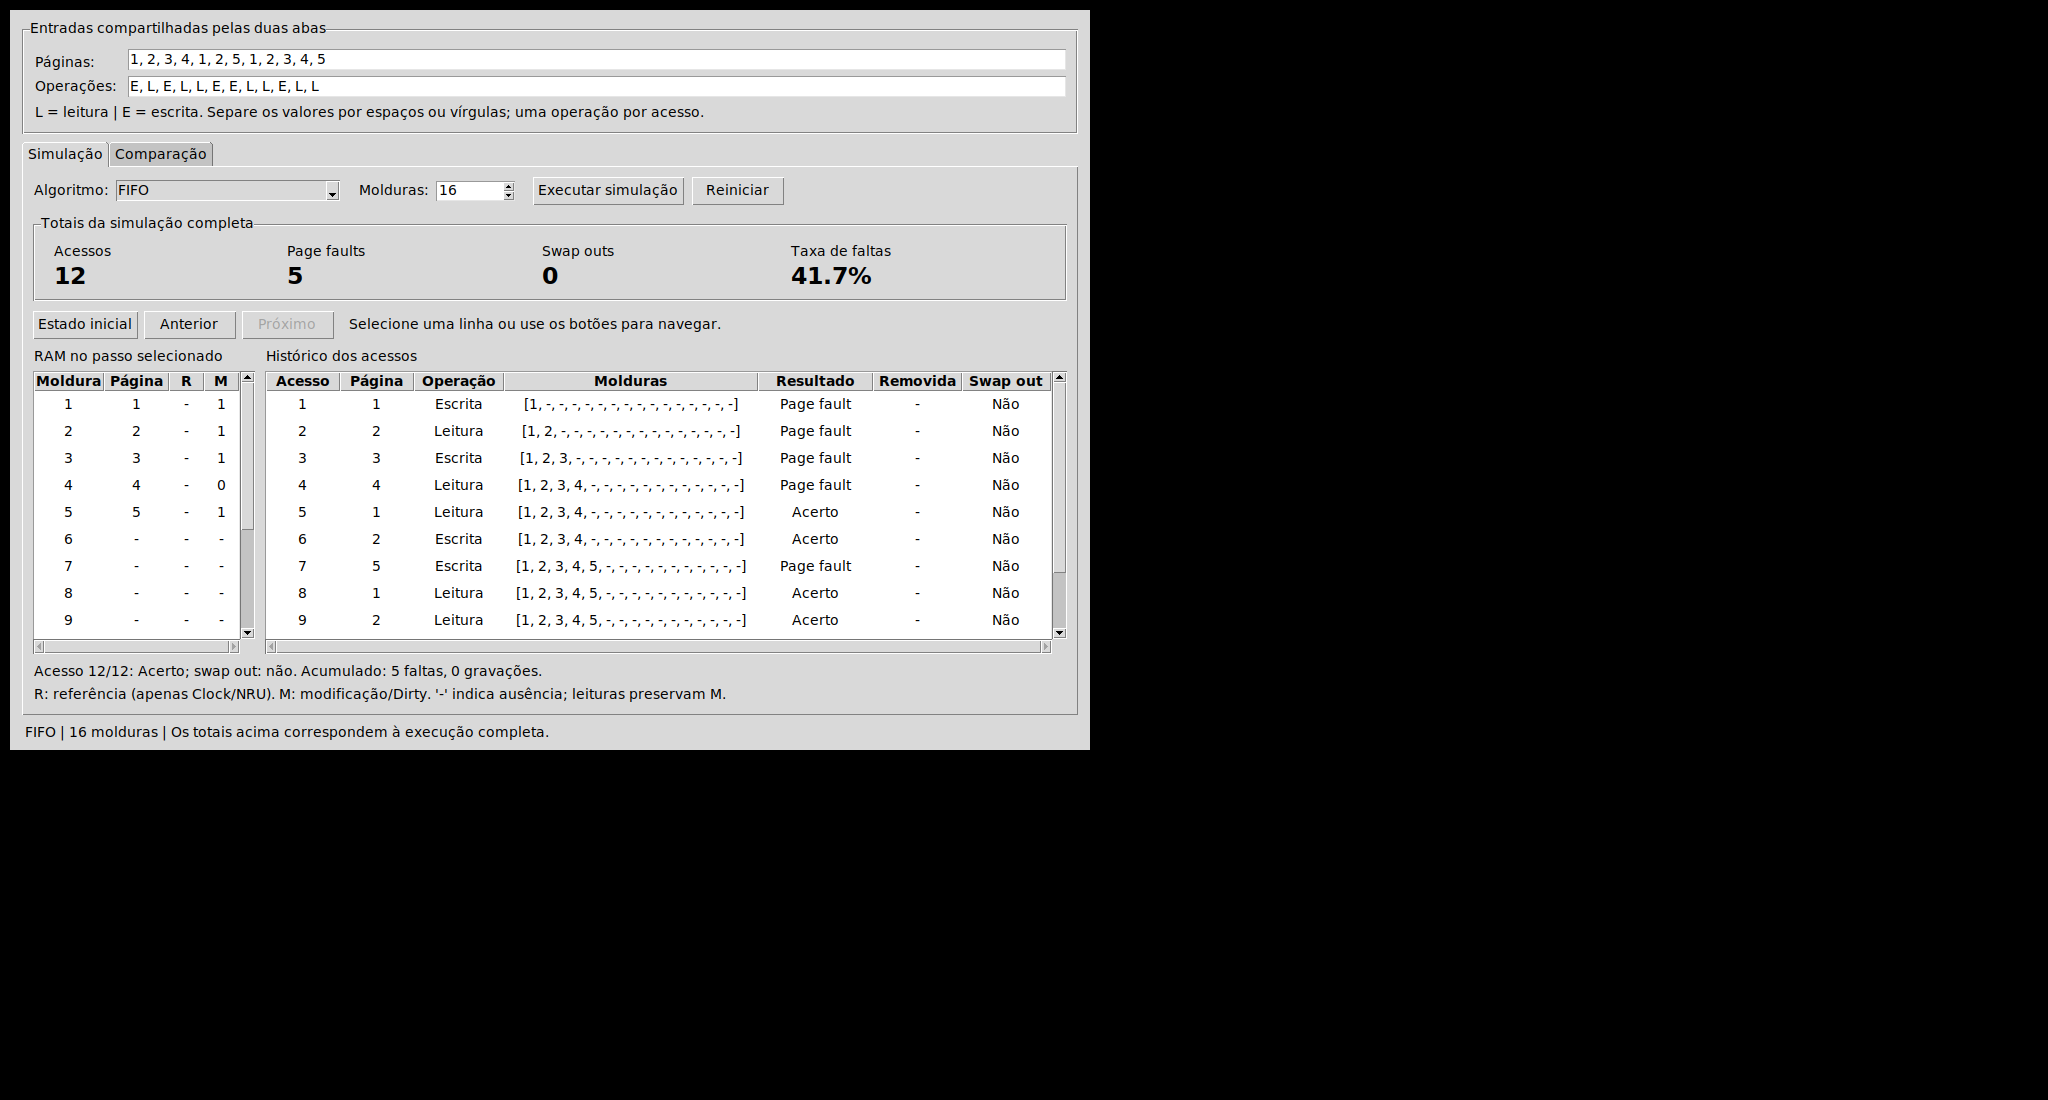 Entradas compartilhadas pelas duas abas
Páginas: 1, 2, 3, 4, 1, 2, 5, 1, 2, 3, 4, 5
Operações: E, L, E, L, L, E, E, L, L, E, L, L
L = leitura | E = escrita. Separe os valores por espaços ou vírgulas; uma operação por acesso.
Simulação Comparação
Algoritmo: FIFO Molduras: 16 Executar simulação Reiniciar
Totais da simulação completa
Acessos Page faults Swap outs Taxa de faltas
12 5 0 41.7%
Estado inicial Anterior Próximo Selecione uma linha ou use os botões para navegar.
RAM no passo selecionado Histórico dos acessos
Moldura Página R M Acesso Página Operação Molduras Resultado Removida Swap out
1 1 - 1 1 1 Escrita [1, -, -, -, -, -, -, -, -, -, -, -, -, -, -, -] Page fault - Não
2 2 - 1 2 2 Leitura [1, 2, -, -, -, -, -, -, -, -, -, -, -, -, -, -] Page fault - Não
3 3 - 1 3 3 Escrita [1, 2, 3, -, -, -, -, -, -, -, -, -, -, -, -, -] Page fault - Não
4 4 - 0 4 4 Leitura [1, 2, 3, 4, -, -, -, -, -, -, -, -, -, -, -, -] Page fault - Não
5 5 - 1 5 1 Leitura [1, 2, 3, 4, -, -, -, -, -, -, -, -, -, -, -, -] Acerto - Não
6 - - - 6 2 Escrita [1, 2, 3, 4, -, -, -, -, -, -, -, -, -, -, -, -] Acerto - Não
7 - - - 7 5 Escrita [1, 2, 3, 4, 5, -, -, -, -, -, -, -, -, -, -, -] Page fault - Não
8 - - - 8 1 Leitura [1, 2, 3, 4, 5, -, -, -, -, -, -, -, -, -, -, -] Acerto - Não
9 - - - 9 2 Leitura [1, 2, 3, 4, 5, -, -, -, -, -, -, -, -, -, -, -] Acerto - Não
Acesso 12/12: Acerto; swap out: não. Acumulado: 5 faltas, 0 gravações.
R: referência (apenas Clock/NRU). M: modificação/Dirty. '-' indica ausência; leituras preservam M.
FIFO | 16 molduras | Os totais acima correspondem à execução completa.